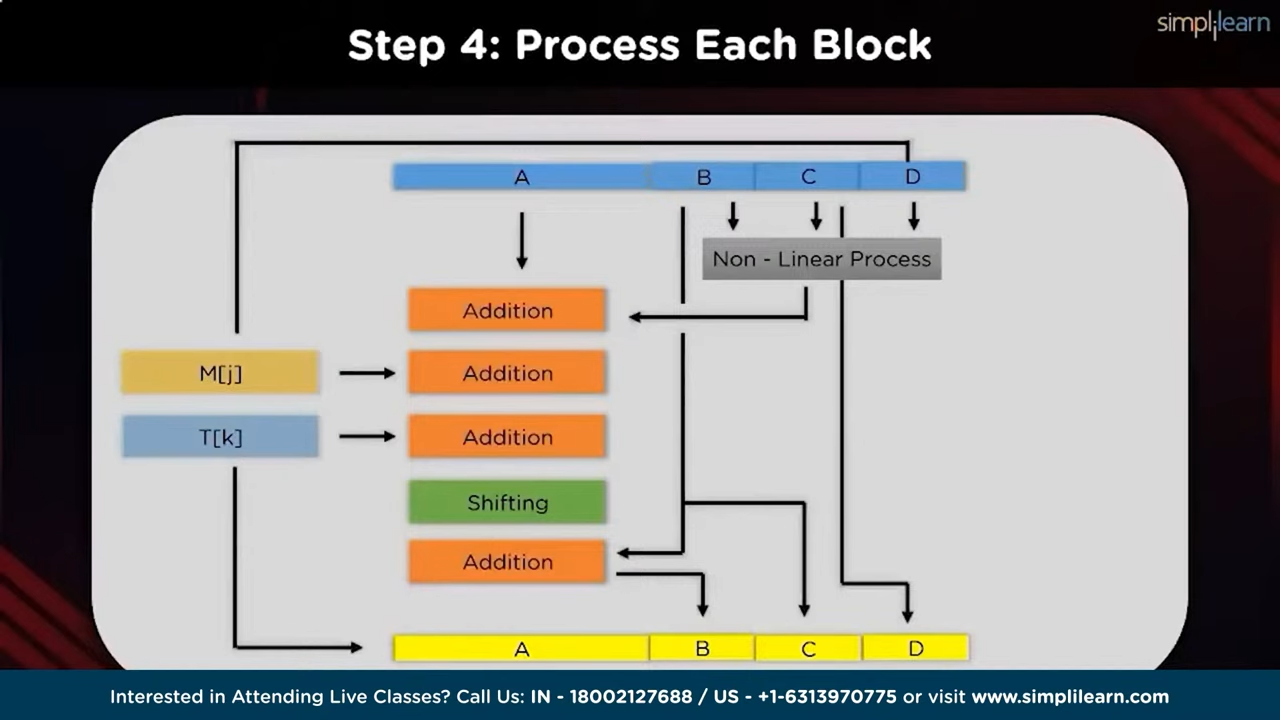 simplilearn
Step 4: Process Each Block
A B C D
Non - Linear Process
Addition
M[j] Addition
T[k] Addition
Shifting
Addition
A B C D
Interested in Attending Live Classes? Call Us: IN - 18002127688 / US - +1-6313970775 or visit www.simplilearn.com